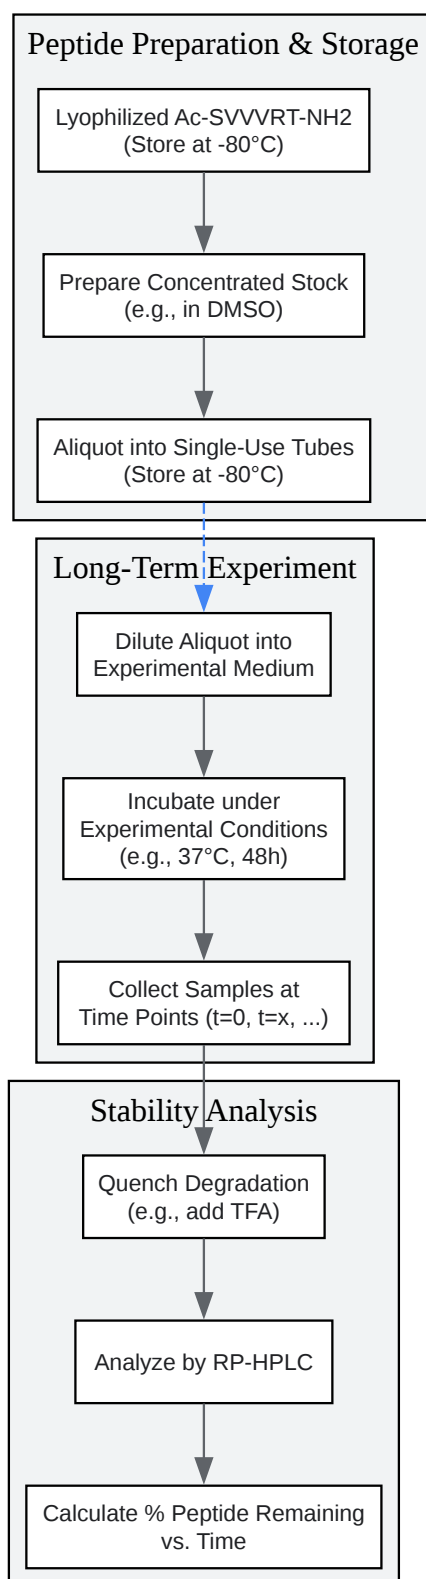 Peptide Preparation & Storage
Lyophilized Ac-SVVVRT-NH2
(Store at -80°C)
Prepare Concentrated Stock
(e.g., in DMSO)
Aliquot into Single-Use Tubes
(Store at -80°C)
Long-Term Experiment
Dilute Aliquot into
Experimental Medium
Incubate under
Experimental Conditions
(e.g., 37°C, 48h)
Collect Samples at
Time Points (t=0, t=x, ...)
Stability Analysis
Quench Degradation
(e.g., add TFA)
Analyze by RP-HPLC
Calculate % Peptide Remaining
vs. Time